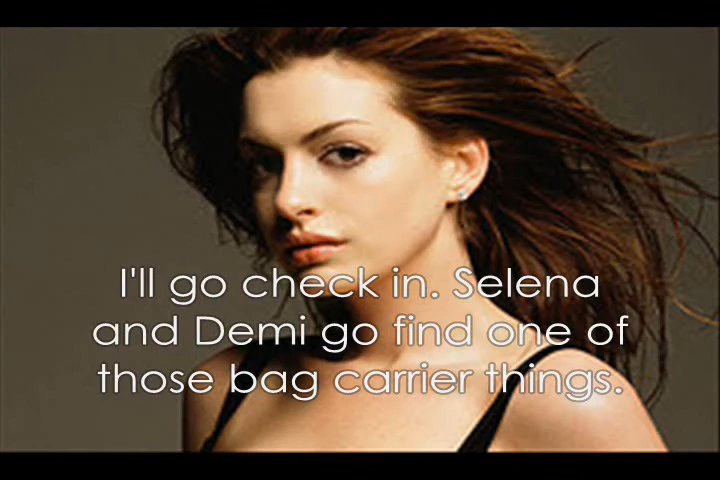 I'll go check in. Selena
and Demi go find one of
those bag carrier things.